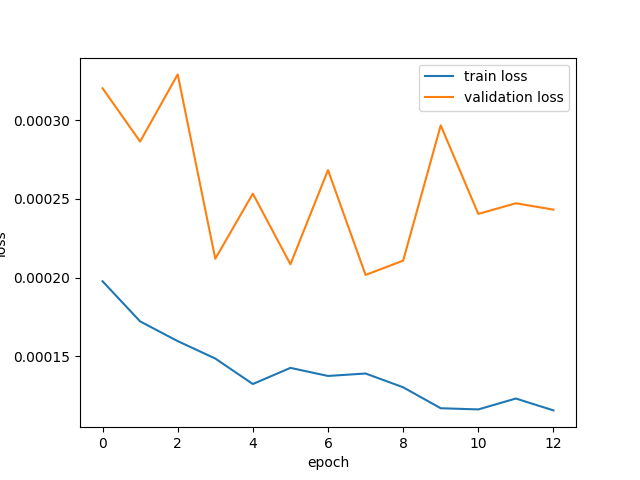 train loss
validation loss
0.00030
0.00025
0.00020
0.00015
loss
0 2 4 6 8 10 12
epoch